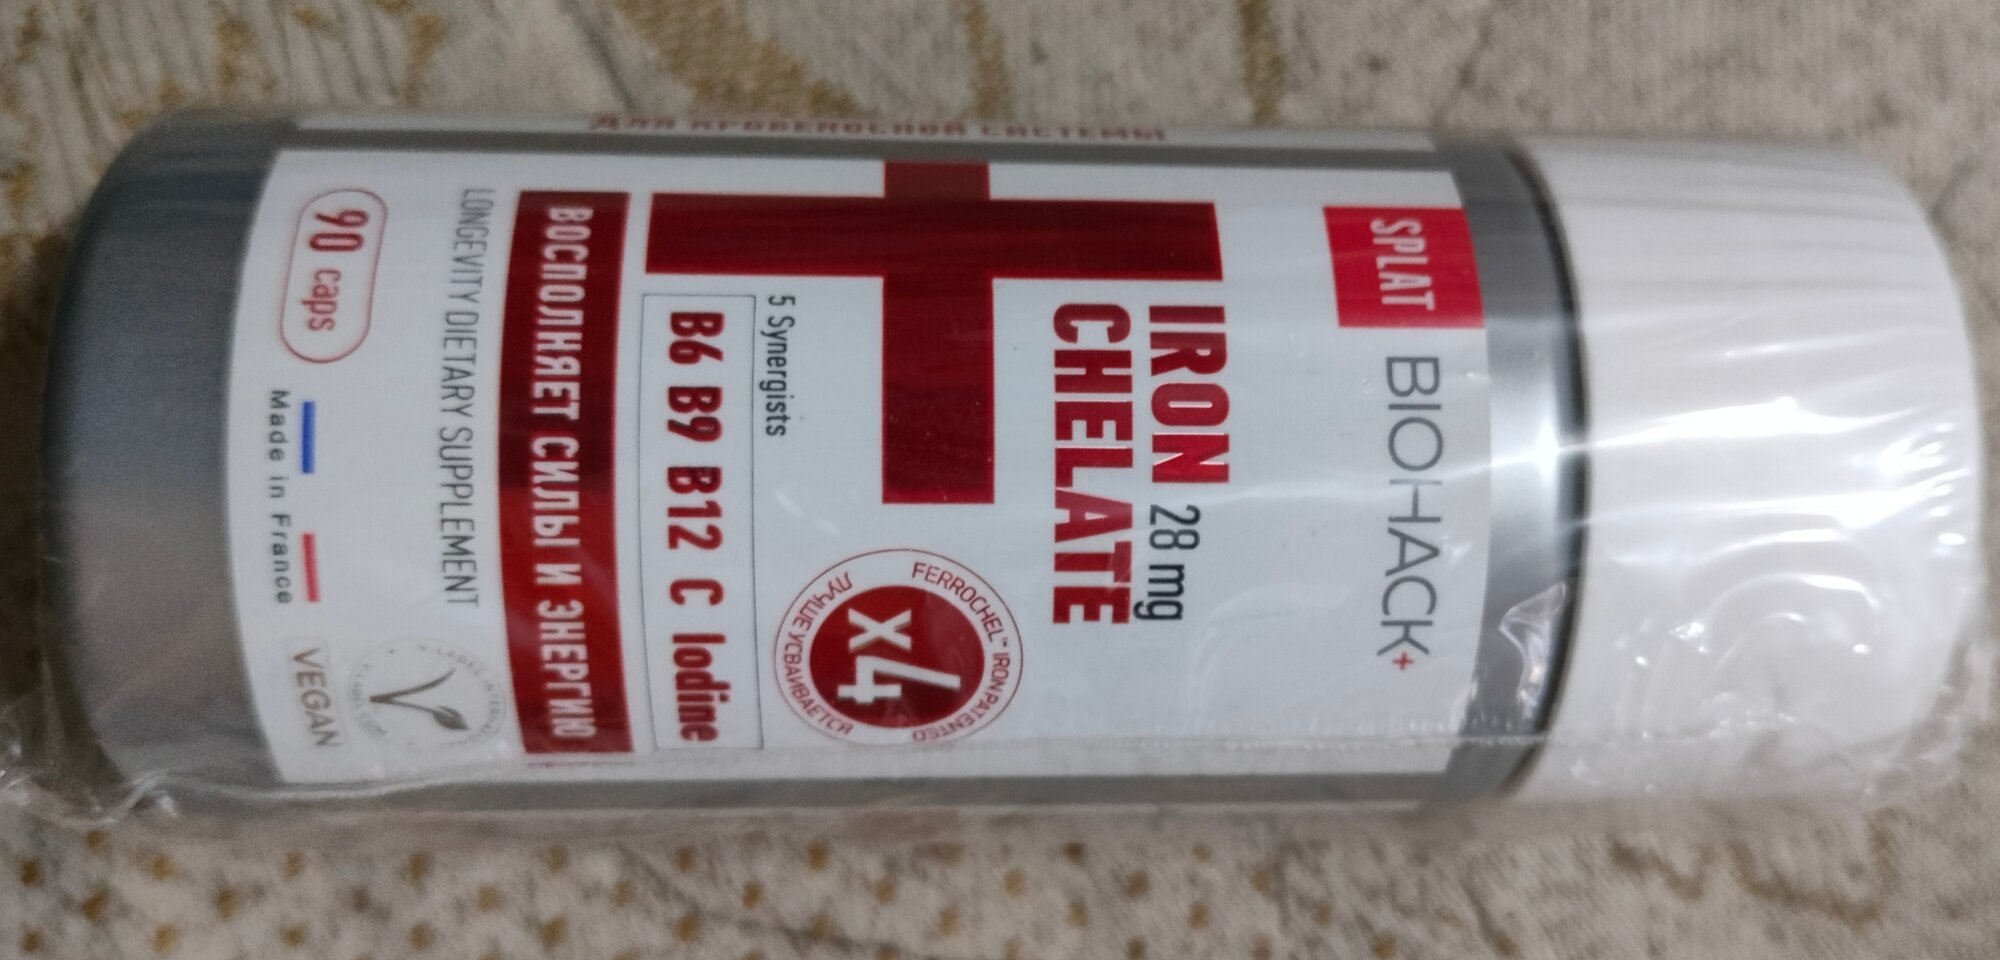 SPLAT
BIOHACK+
IRON 28 mg
CHELATE
FERROCHEL™ IRON PATENTED
x4
ЛУЧШЕ УСВАИВАЕТСЯ
5 Synergists
B6 B9 B12 C Iodine
ВОСПОЛНЯЕТ СИЛЫ И ЭНЕРГИЮ
LONGEVITY DIETARY SUPPLEMENT
90 caps
Made in France
VEGAN
ДЛЯ КРОВЕНОСНОЙ СИСТЕМЫ